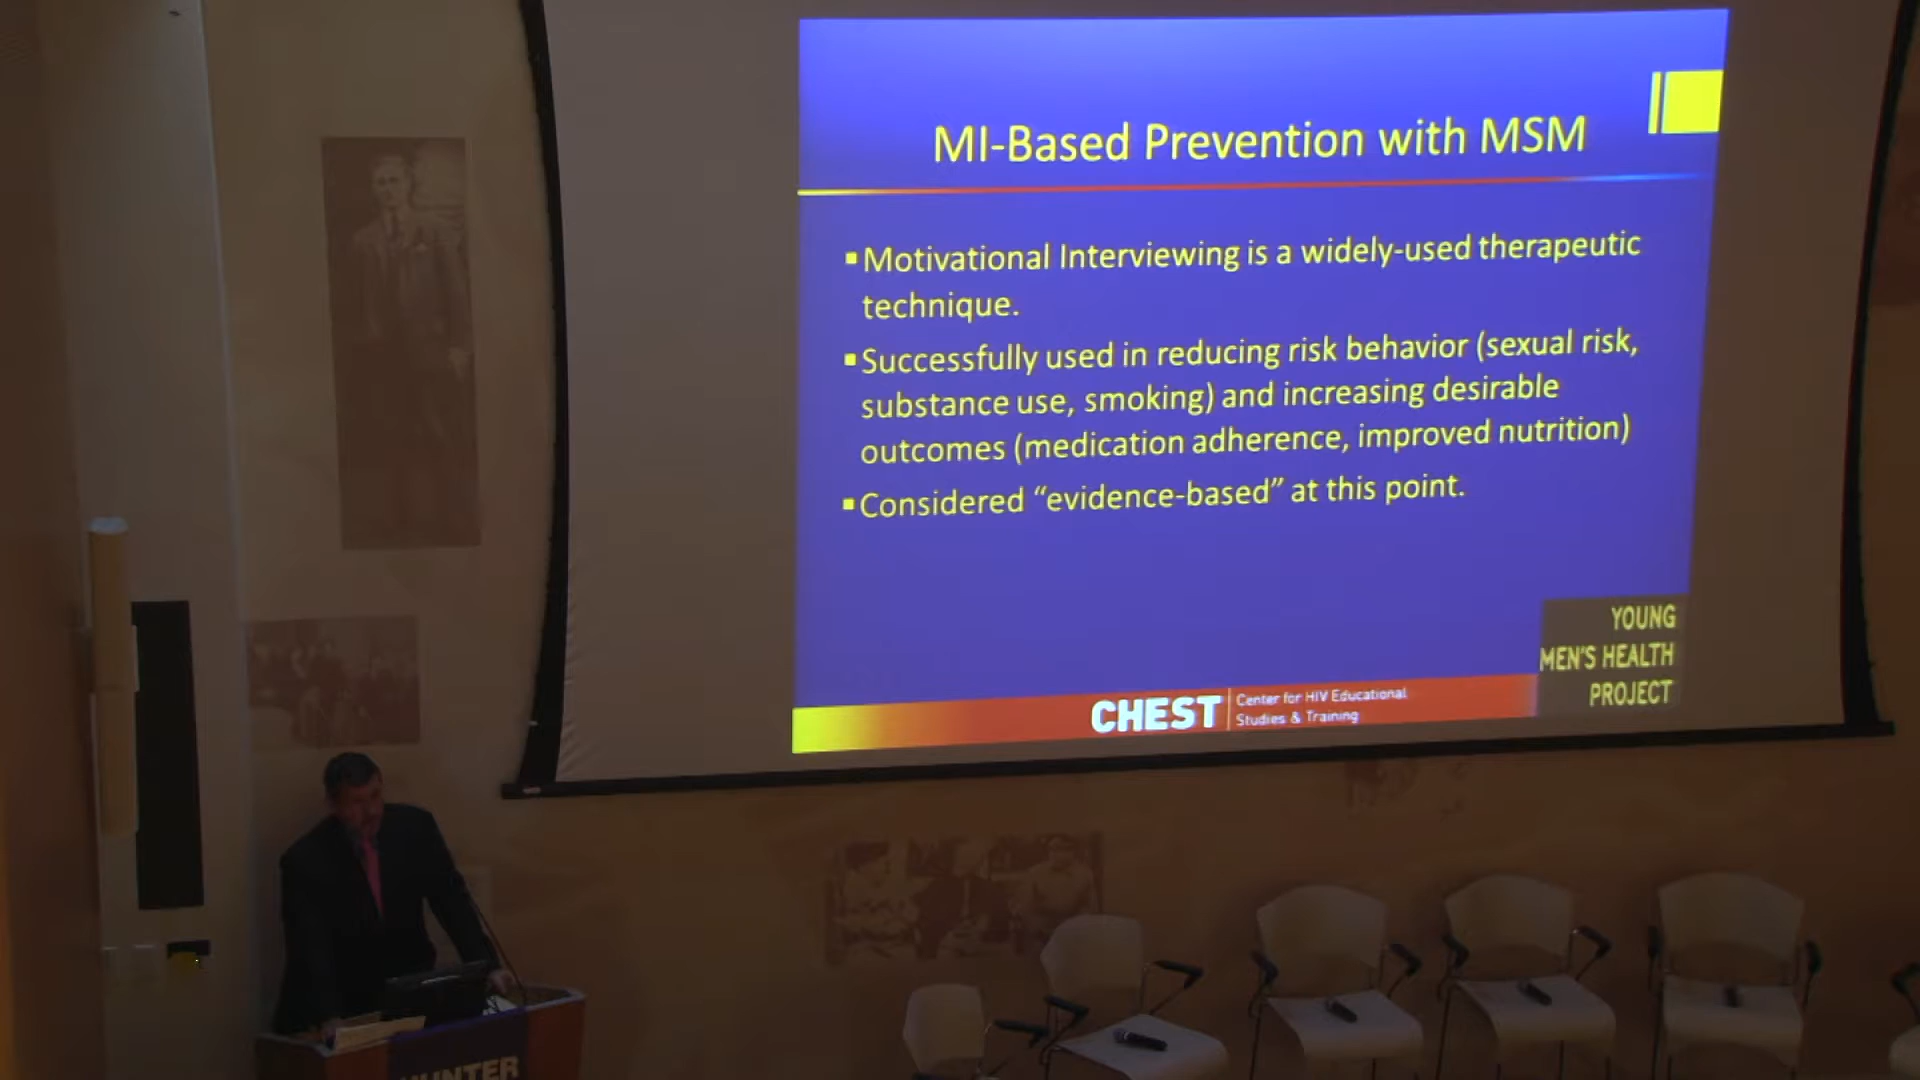 MI-Based Prevention with MSM
▪Motivational Interviewing is a widely-used therapeutic
technique.
▪Successfully used in reducing risk behavior (sexual risk,
substance use, smoking) and increasing desirable
outcomes (medication adherence, improved nutrition)
▪Considered “evidence-based” at this point.
YOUNG
MEN'S HEALTH
PROJECT
CHEST
Center for HIV Educational
Studies & Training
HUNTER